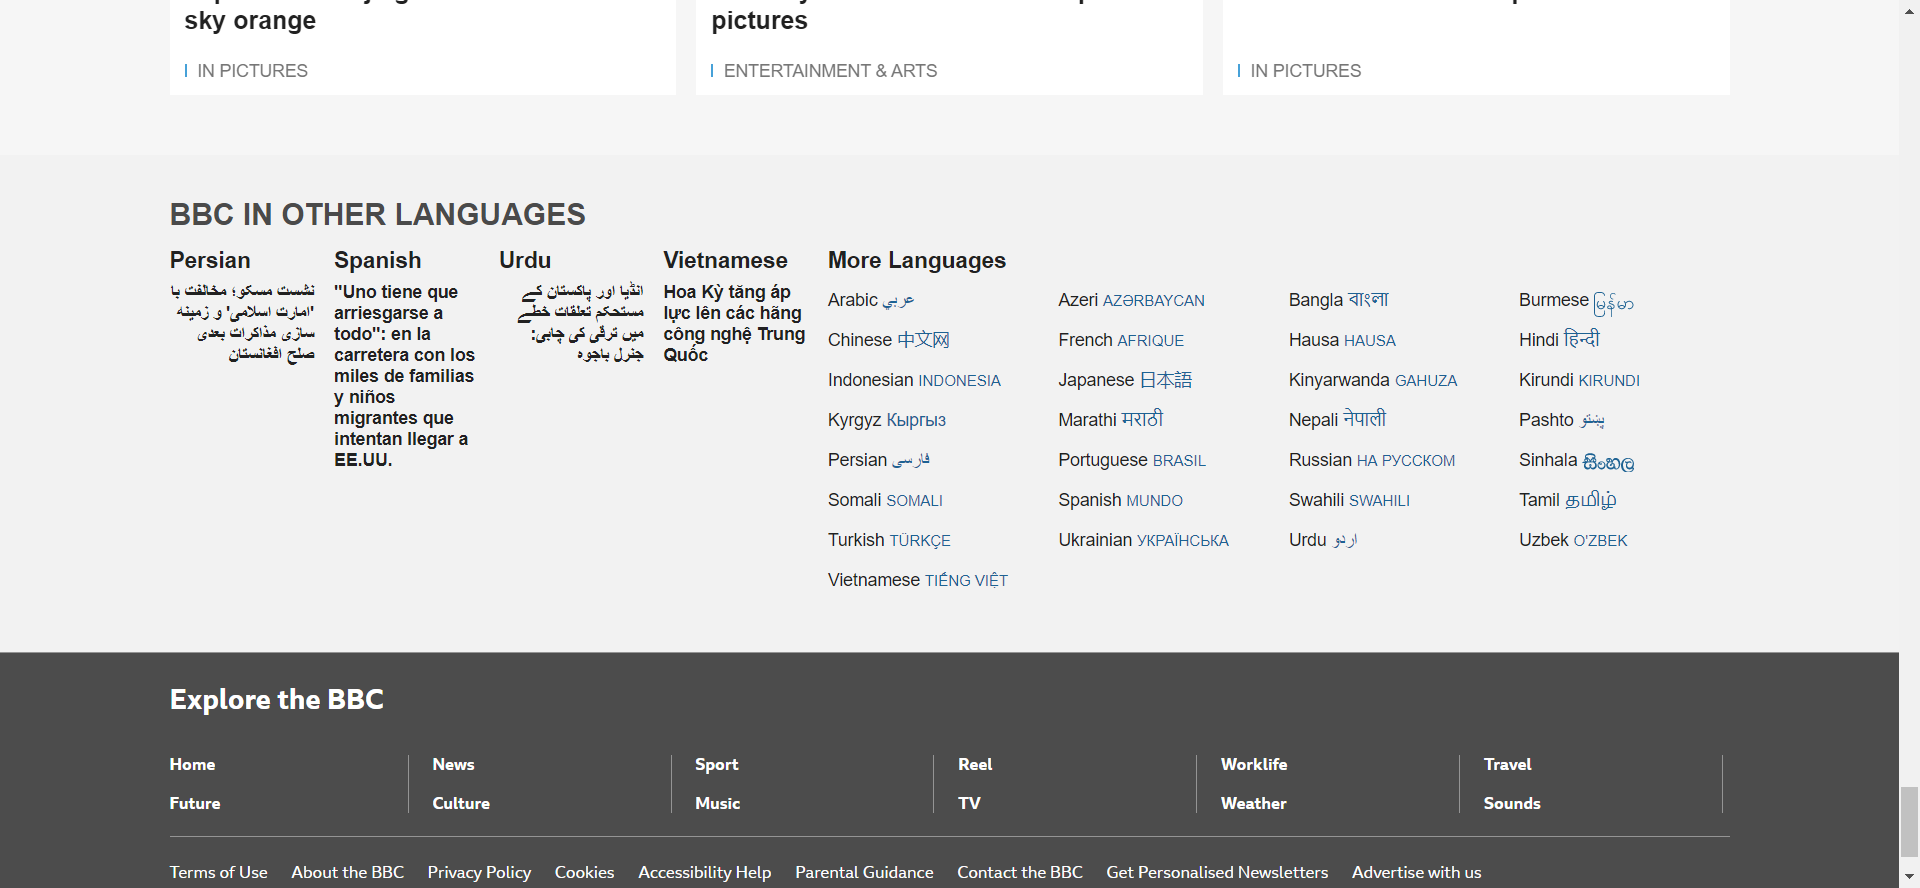 sky orange
pictures
IN PICTURES
ENTERTAINMENT & ARTS
IN PICTURES
BBC IN OTHER LANGUAGES
Persian
نشست مسکو؛ مخالفت با
'امارت اسلامی' و زمینه
سازی مذاکرات بعدی
صلح افغانستان
Spanish
"Uno tiene que
arriesgarse a
todo": en la
carretera con los
miles de familias
y niños
migrantes que
intentan llegar a
EE.UU.
Urdu
انڈیا اور پاکستان کے
مستحکم تعلقات خطے
میں ترقی کی چابی:
جنرل باجوہ
Vietnamese
Hoa Kỳ tăng áp
lực lên các hãng
công nghệ Trung
Quốc
More Languages
Arabic عربي
Azeri AZƏRBAYCAN
Bangla বাংলা
Burmese မြန်မာ
Chinese 中文网
French AFRIQUE
Hausa HAUSA
Hindi हिन्दी
Indonesian INDONESIA
Japanese 日本語
Kinyarwanda GAHUZA
Kirundi KIRUNDI
Kyrgyz Кыргыз
Marathi मराठी
Nepali नेपाली
Pashto پښتو
Persian فارسی
Portuguese BRASIL
Russian НА РУССКОМ
Sinhala සිංහල
Somali SOMALI
Spanish MUNDO
Swahili SWAHILI
Tamil தமிழ்
Turkish TÜRKÇE
Ukrainian УКРАЇНСЬКА
Urdu اردو
Uzbek O'ZBEK
Vietnamese TIẾNG VIỆT
Explore the BBC
Home
News
Sport
Reel
Worklife
Travel
Future
Culture
Music
TV
Weather
Sounds
Terms of Use
About the BBC
Privacy Policy
Cookies
Accessibility Help
Parental Guidance
Contact the BBC
Get Personalised Newsletters
Advertise with us